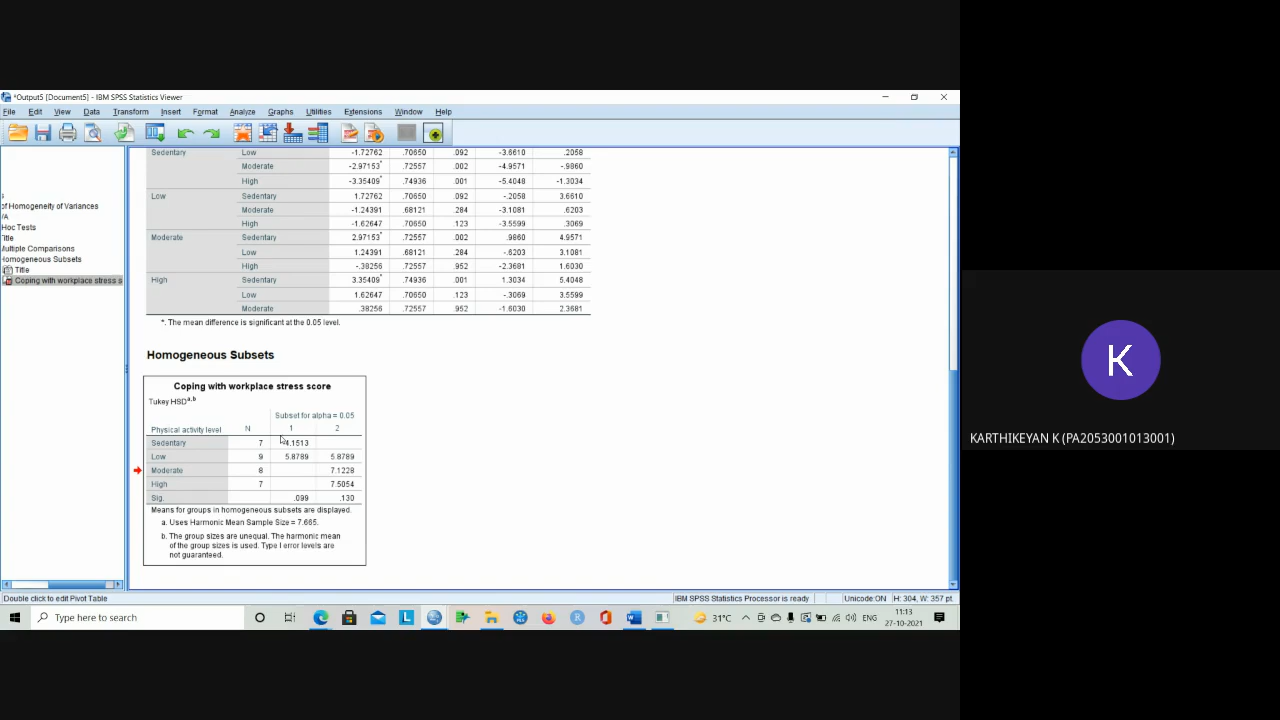 *Output5 [Document5] - IBM SPSS Statistics Viewer
File Edit View Data Transform Insert Format Analyze Graphs Utilities Extensions Window Help
of Homogeneity of Variances
Hoc Tests
Title
Multiple Comparisons
Homogeneous Subsets
Title
Coping with workplace stress s
Sedentary Low -1.72762 .70650 .092 -3.6610 .2058
Moderate -2.97153* .72557 .002 -4.9571 -.9860
High -3.35409* .74936 .001 -5.4048 -1.3034
Low Sedentary 1.72762 .70650 .092 -.2058 3.6610
Moderate -1.24391 .68121 .284 -3.1081 .6203
High -1.62647 .70650 .123 -3.5599 .3069
Moderate Sedentary 2.97153* .72557 .002 .9860 4.9571
Low 1.24391 .68121 .284 -.6203 3.1081
High -.38256 .72557 .952 -2.3681 1.6030
High Sedentary 3.35409* .74936 .001 1.3034 5.4048
Low 1.62647 .70650 .123 -.3069 3.5599
Moderate .38256 .72557 .952 -1.6030 2.3681
*. The mean difference is significant at the 0.05 level.
Homogeneous Subsets
Coping with workplace stress score
Tukey HSDa,b
Subset for alpha = 0.05
Physical activity level N 1 2
Sedentary 7 4.1513
Low 9 5.8789 5.8789
Moderate 8 7.1228
High 7 7.5054
Sig. .099 .130
Means for groups in homogeneous subsets are displayed.
a. Uses Harmonic Mean Sample Size = 7.665.
b. The group sizes are unequal. The harmonic mean
of the group sizes is used. Type I error levels are
not guaranteed.
Double click to edit Pivot Table
IBM SPSS Statistics Processor is ready
Unicode:ON H: 304, W: 357 pt.
Type here to search
31°C
ENG
11:13
27-10-2021
K
KARTHIKEYAN K (PA2053001013001)